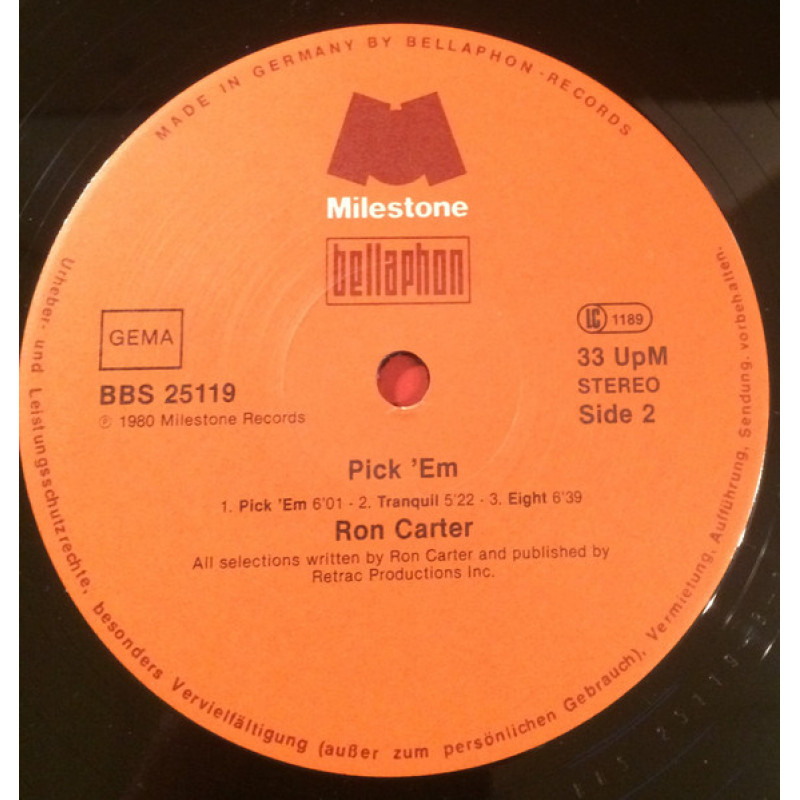 MADE IN GERMANY BY BELLAPHON-RECORDS
Milestone
bellaphon
GEMA
LC 1189
BBS 25119
℗ 1980 Milestone Records
33 UpM
STEREO
Side 2
Pick 'Em
1. Pick 'Em 6'01 - 2. Tranquil 5'22 - 3. Eight 6'39
Ron Carter
All selections written by Ron Carter and published by
Retrac Productions Inc.
Urheber- und Leistungsschutzrechte, besonders Vervielfältigung (außer zum persönlichen Gebrauch), Vermietung, Aufführung, Sendung, vorbehalten.